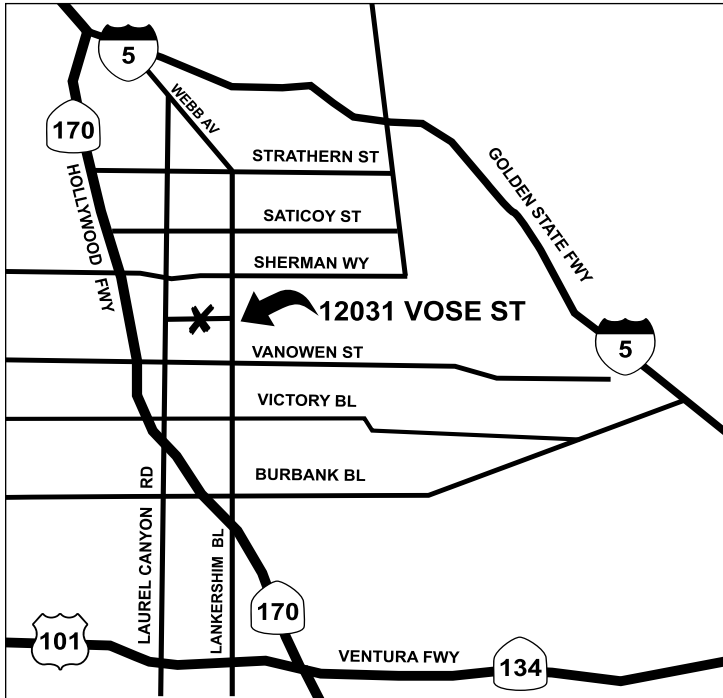 5
WEBB AV
170
STRATHERN ST
GOLDEN STATE FWY
HOLLYWOOD FWY
SATICOY ST
SHERMAN WY
12031 VOSE ST
5
VANOWEN ST
VICTORY BL
BURBANK BL
LAUREL CANYON RD
LANKERSHIM BL
170
101
VENTURA FWY
134